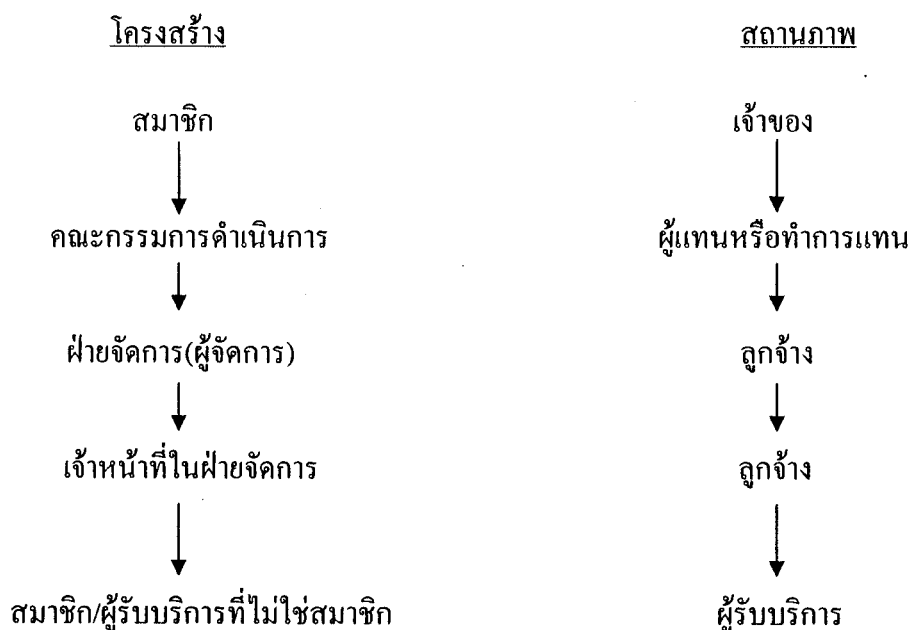 โครงสร้าง สถานภาพ
สมาชิก เจ้าของ
คณะกรรมการดำเนินการ ผู้แทนหรือทำการแทน
ฝ่ายจัดการ(ผู้จัดการ) ลูกจ้าง
เจ้าหน้าที่ในฝ่ายจัดการ ลูกจ้าง
สมาชิก/ผู้รับบริการที่ไม่ใช่สมาชิก ผู้รับบริการ